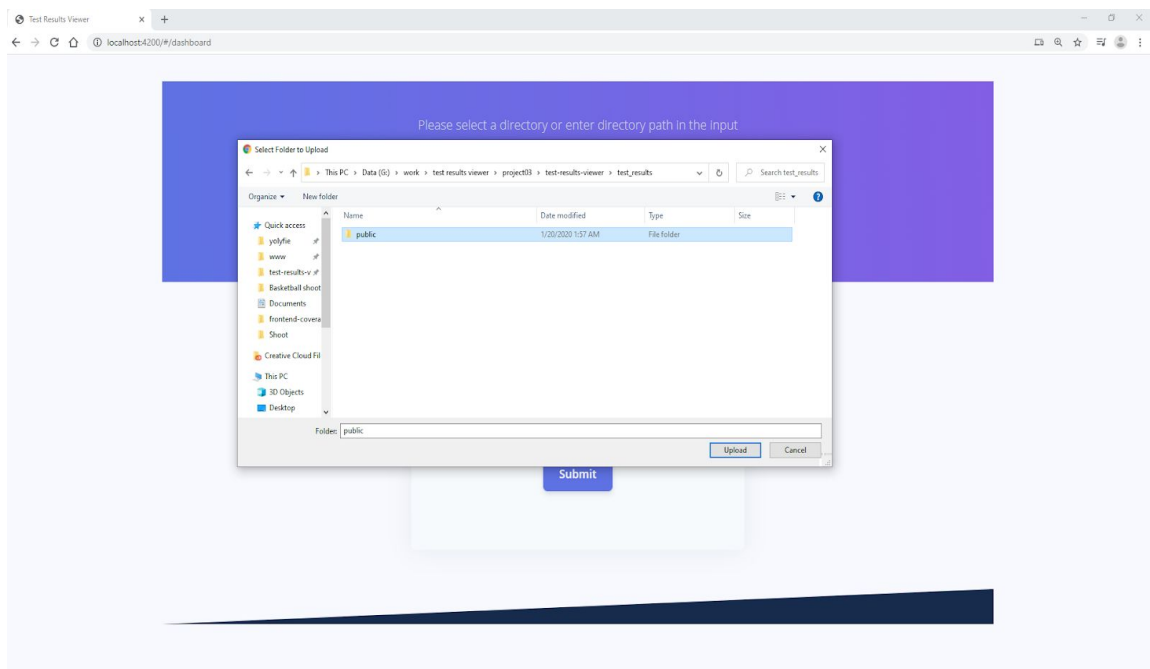 Test Results Viewer
localhost:4200/#/dashboard
Please select a directory or enter directory path in the input
Select Folder to Upload
This PC > Data (G:) > work > test results viewer > project03 > test-results-viewer > test_results
Search test_results
Organize
New folder
Name
Date modified
Type
Size
public
1/20/2020 1:57 AM
File folder
Quick access
yolyfie
www
test-results-v
Basketball shoot
Documents
frontend-covera
Shoot
Creative Cloud Fil
This PC
3D Objects
Desktop
Folder: public
Upload
Cancel
Submit